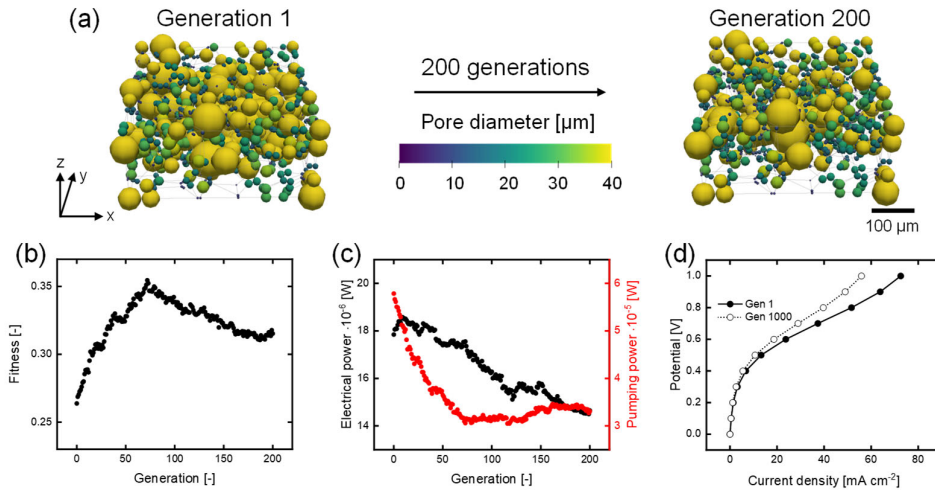 (a)
Generation 1
Generation 200
200 generations
Pore diameter [µm]
0 10 20 30 40
z
y
x
100 µm
(b)
0.35
0.30
0.25
Fitness [-]
0 50 100 150 200
Generation [-]
(c)
20
18
16
14
Electrical power ·10⁻⁶ [W]
6
5
4
3
Pumping power ·10⁻⁵ [W]
0 50 100 150 200
Generation [-]
(d)
Gen 1
Gen 1000
1.0
0.8
0.6
0.4
0.2
0.0
Potential [V]
0 20 40 60 80
Current density [mA cm⁻²]